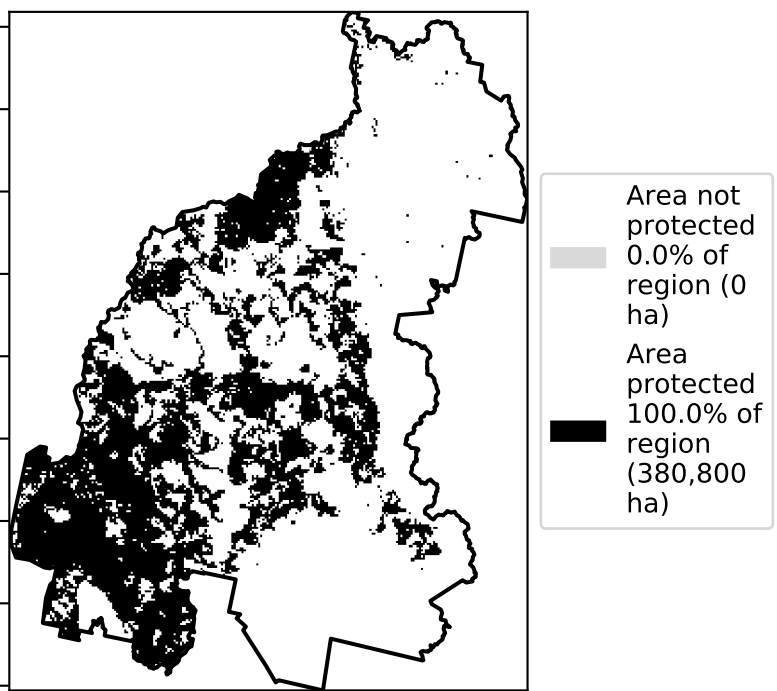 Area not
protected
0.0% of
region (0
ha)
Area
protected
100.0% of
region
(380,800
ha)